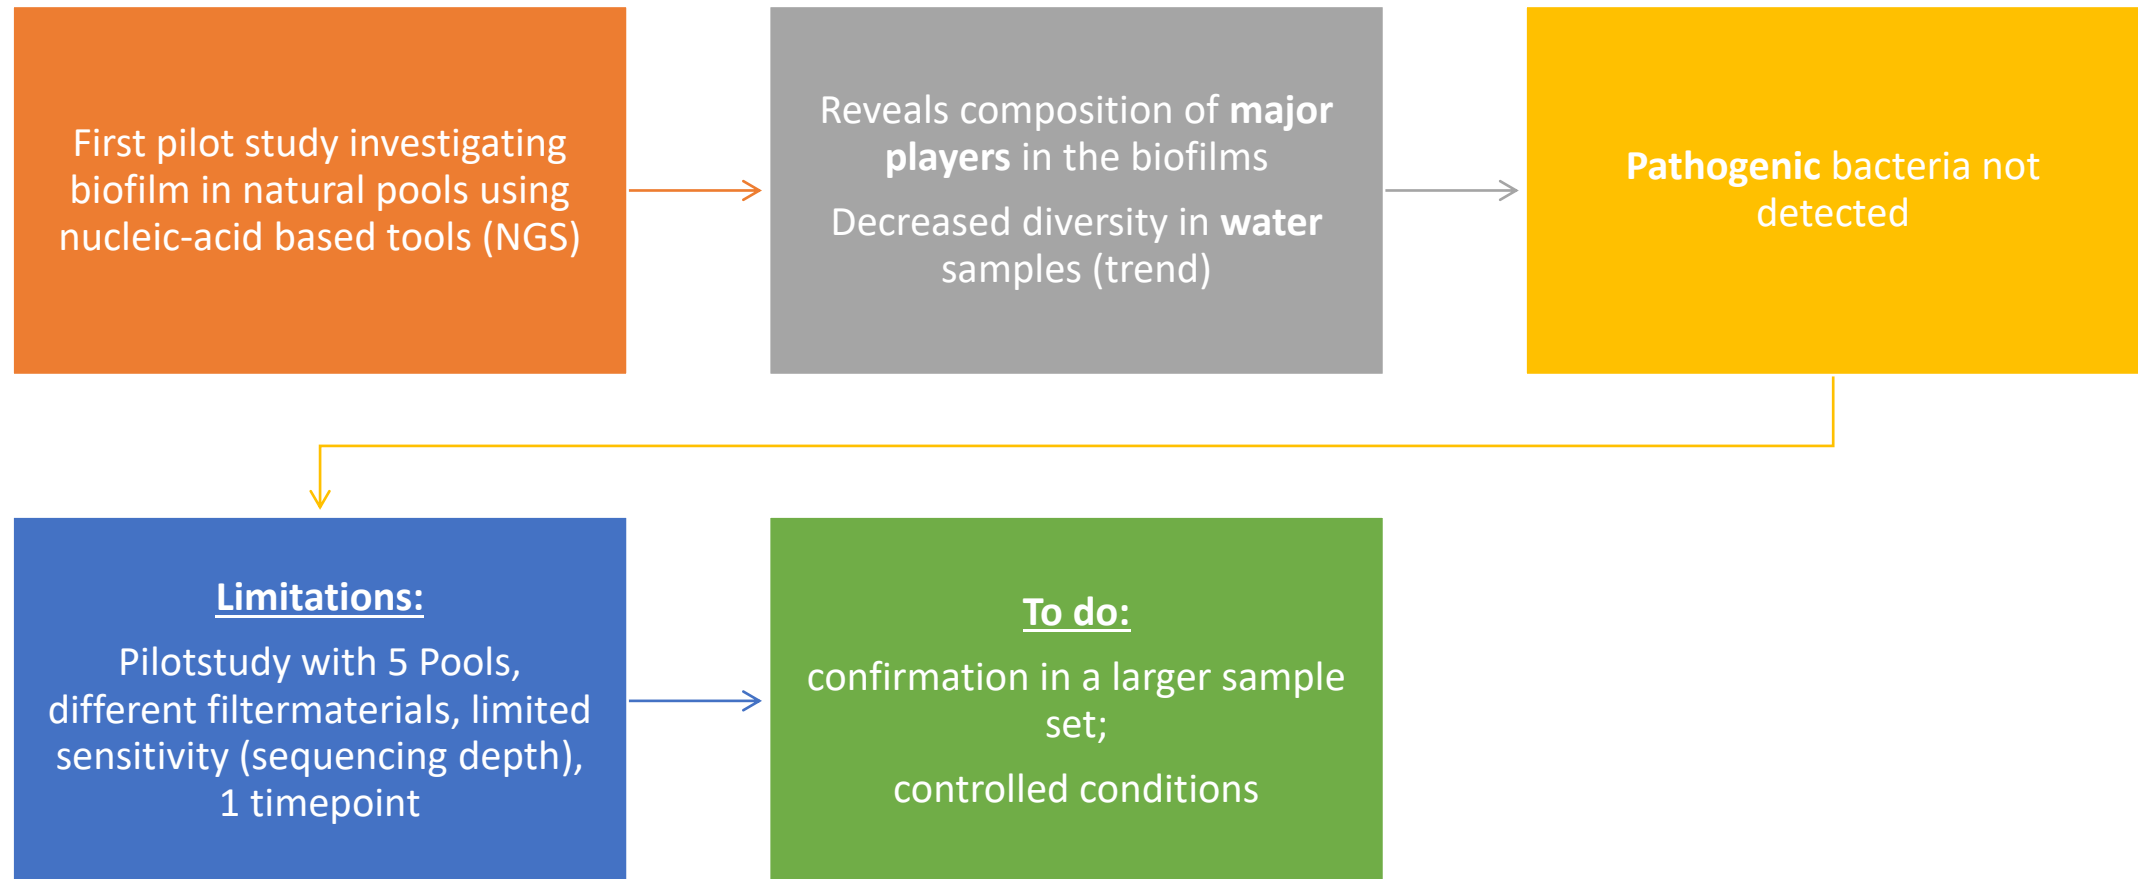 First pilot study investigating
biofilm in natural pools using
nucleic-acid based tools (NGS)
Reveals composition of major
players in the biofilms
Decreased diversity in water
samples (trend)
Pathogenic bacteria not
detected
Limitations:
Pilotstudy with 5 Pools,
different filtermaterials, limited
sensitivity (sequencing depth),
1 timepoint
To do:
confirmation in a larger sample
set;
controlled conditions